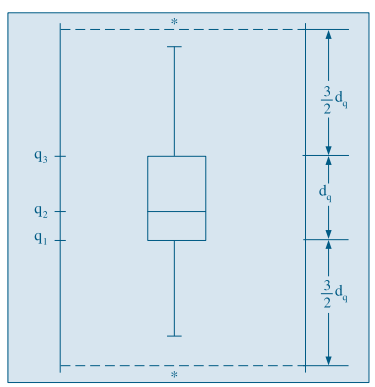 *
3/2 d_q
q_3
d_q
q_2
q_1
3/2 d_q
*